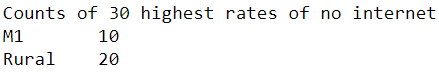 Counts of 30 highest rates of no internet
M1      10
Rural    20